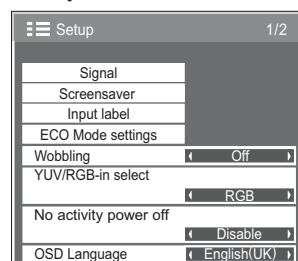 Setup 1/2
Signal
Screensaver
Input label
ECO Mode settings
Wobbling Off
YUV/RGB-in select
RGB
No activity power off
Disable
OSD Language English(UK)